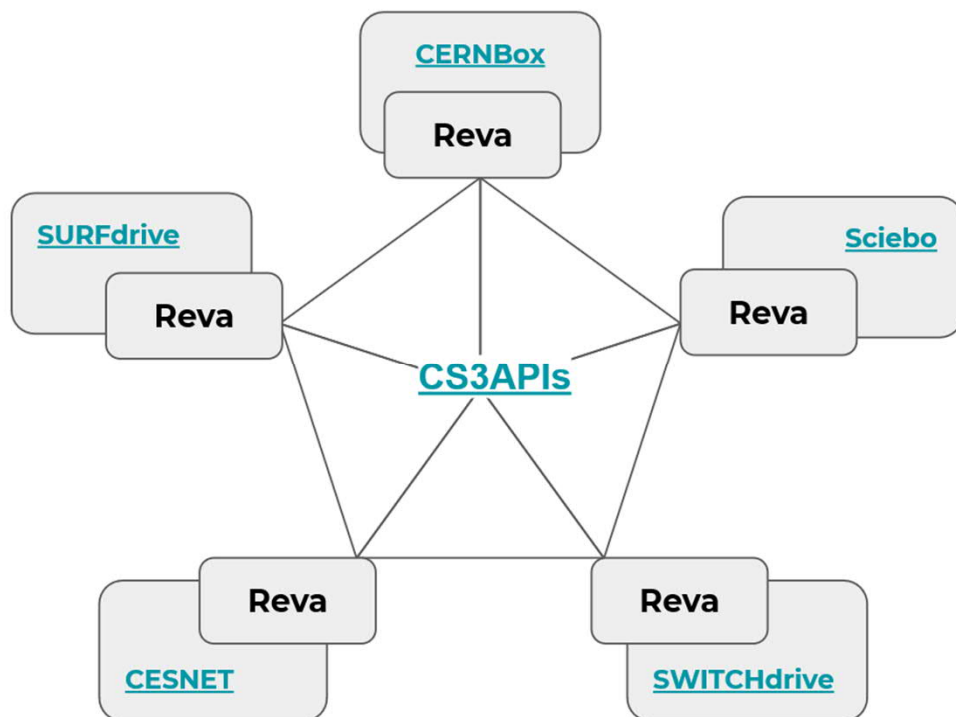 CERNBox
Reva
SURFdrive
Reva
Sciebo
Reva
CS3APIs
Reva
CESNET
Reva
SWITCHdrive